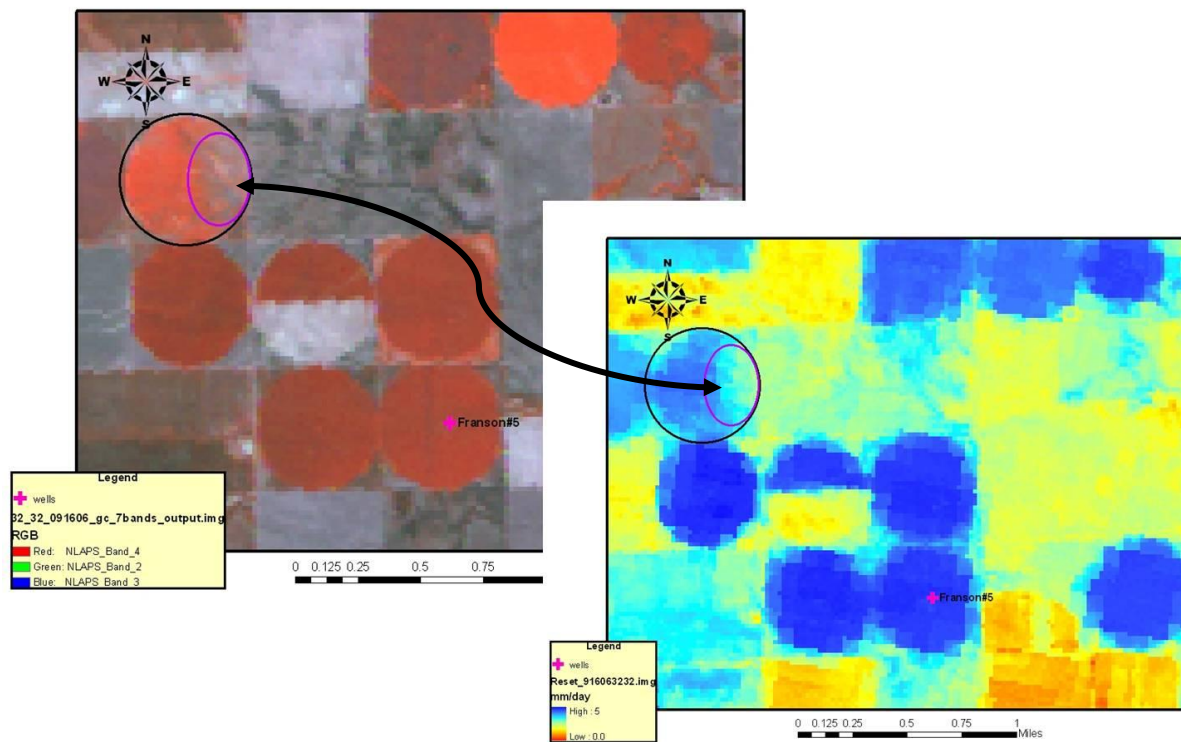 N
W E
S
Franson#5
Legend
wells
32_32_091606_gc_7bands_output.img
RGB
Red: NLAPS_Band_4
Green: NLAPS_Band_2
Blue: NLAPS_Band_3
0 0.125 0.25 0.5 0.75
N
W E
S
Franson#5
Legend
wells
Reset_916063232.img
mm/day
High : 5
Low : 0.0
0 0.125 0.25 0.5 0.75 1
Miles